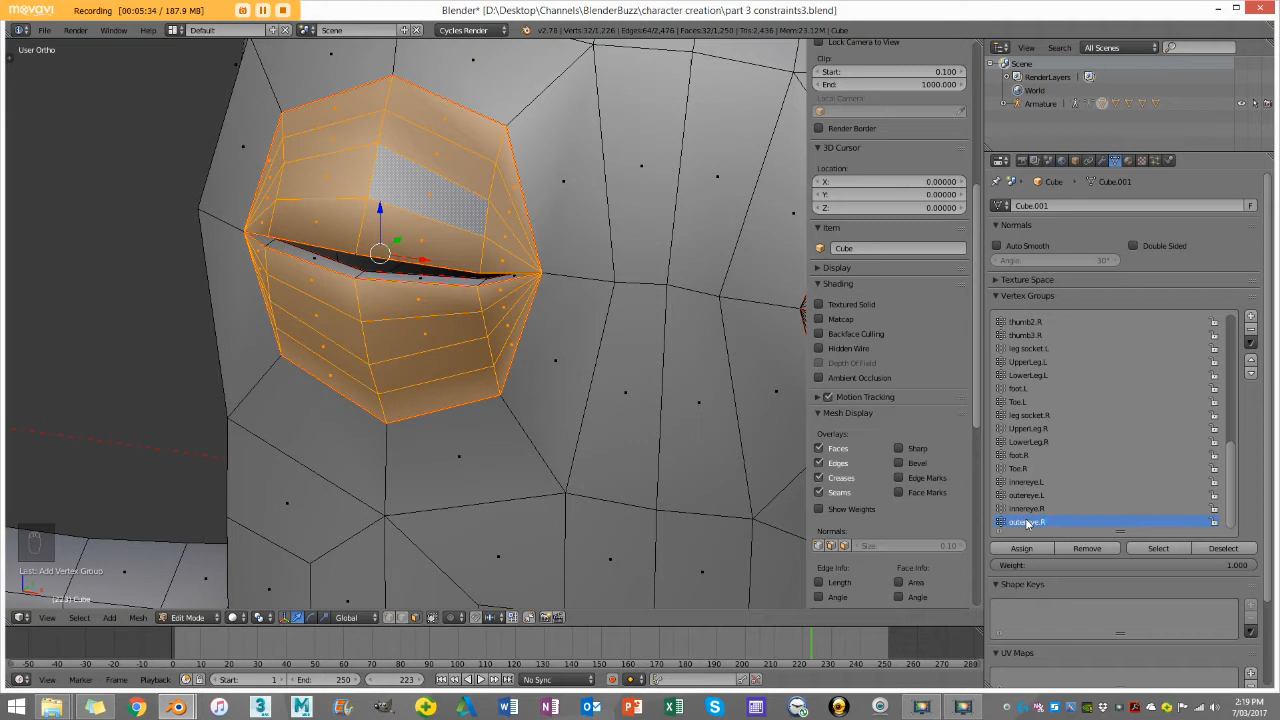 movavi
Recording | 00:05:34 / 187.9 MB
Blender* [D:\Desktop\Channels\BlenderBuzz\character creation\part 3 constraints3.blend]
File Render Window Help Default Scene Cycles Render v2.78 | Verts:32/1,226 | Edges:64/2,476 | Faces:32/1,250 | Tris:2,436 | Mem:23.12M | Cube
View Search All Scenes
User Ortho
Lock Camera to View
Clip:
Start: 0.100
End: 1000.000
Local Camera:
Render Border
3D Cursor
Location:
X: 0.00000
Y: 0.00000
Z: 0.00000
Item
Cube
Display
Shading
Textured Solid
Matcap
Backface Culling
Hidden Wire
Depth Of Field
Ambient Occlusion
Motion Tracking
Mesh Display
Overlays:
Faces Sharp
Edges Bevel
Creases Edge Marks
Seams Face Marks
Show Weights
Normals:
Size: 0.10
Edge Info: Face Info:
Length Area
Angle Angle
Scene
RenderLayers
World
Armature
Cube Cube.001
Cube.001 F
Normals
Auto Smooth Double Sided
Angle: 30°
Texture Space
Vertex Groups
thumb2.R
thumb3.R
leg socket.L
UpperLeg.L
LowerLeg.L
foot.L
Toe.L
leg socket.R
UpperLeg.R
LowerLeg.R
foot.R
Toe.R
innereye.L
outereye.L
innereye.R
outereye.R
Assign Remove Select Deselect
Weight: 1.000
Shape Keys
UV Maps
Last: Add Vertex Group
(223) Cube
View Select Add Mesh Edit Mode Global
-50 -40 -30 -20 -10 0 10 20 30 40 50 60 70 80 90 100 110 120 130 140 150 160 170 180 190 200 210 220 230 240 250 260 270 280
View Marker Frame Playback Start: 1 End: 250 223 No Sync
2:19 PM
7/03/2017